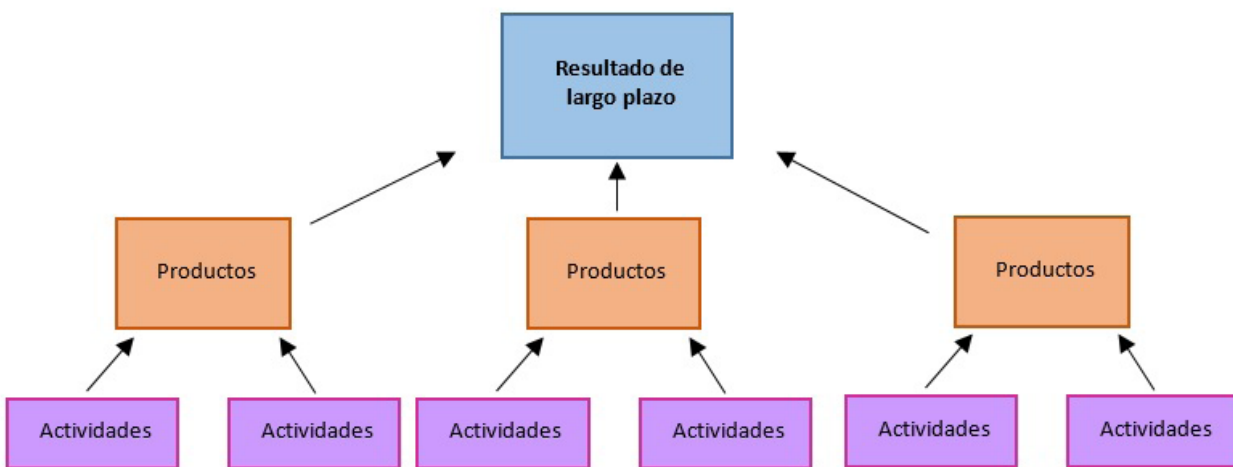 Resultado de
largo plazo
Productos
Productos
Productos
Actividades
Actividades
Actividades
Actividades
Actividades
Actividades